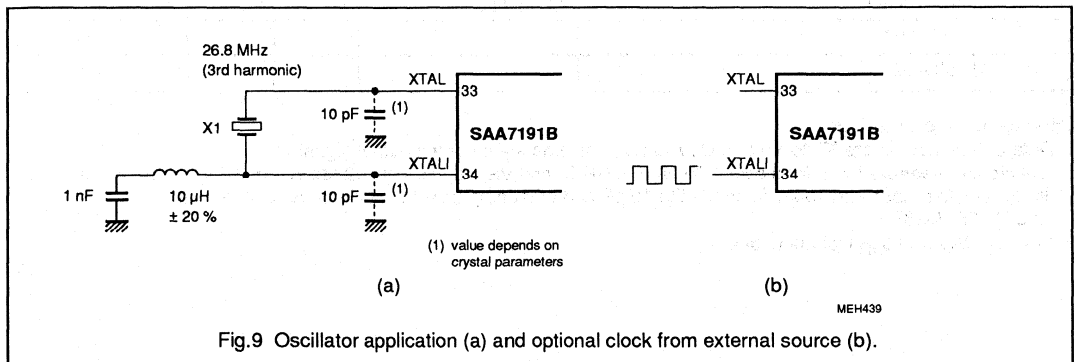 26.8 MHz
(3rd harmonic)
XTAL
33
10 pF
(1)
X1
SAA7191B
XTALI
34
1 nF
10 µH
± 20 %
10 pF
(1)
(1) value depends on
crystal parameters
(a)
XTAL
33
SAA7191B
XTALI
34
(b)
MEH439
Fig.9 Oscillator application (a) and optional clock from external source (b).